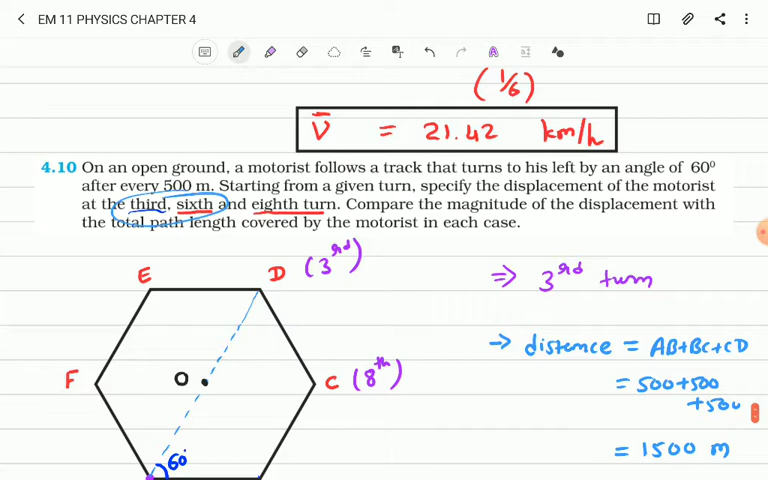 EM 11 PHYSICS CHAPTER 4
(1/6)
V̄ = 21.42 km/h
4.10 On an open ground, a motorist follows a track that turns to his left by an angle of 60⁰
after every 500 m. Starting from a given turn, specify the displacement of the motorist
at the third, sixth and eighth turn. Compare the magnitude of the displacement with
the total path length covered by the motorist in each case.
E D (3rd)
⇒ 3rd turn
→ distance = AB+BC+CD
F O C (8th)
= 500+500
+500
60°
= 1500 m